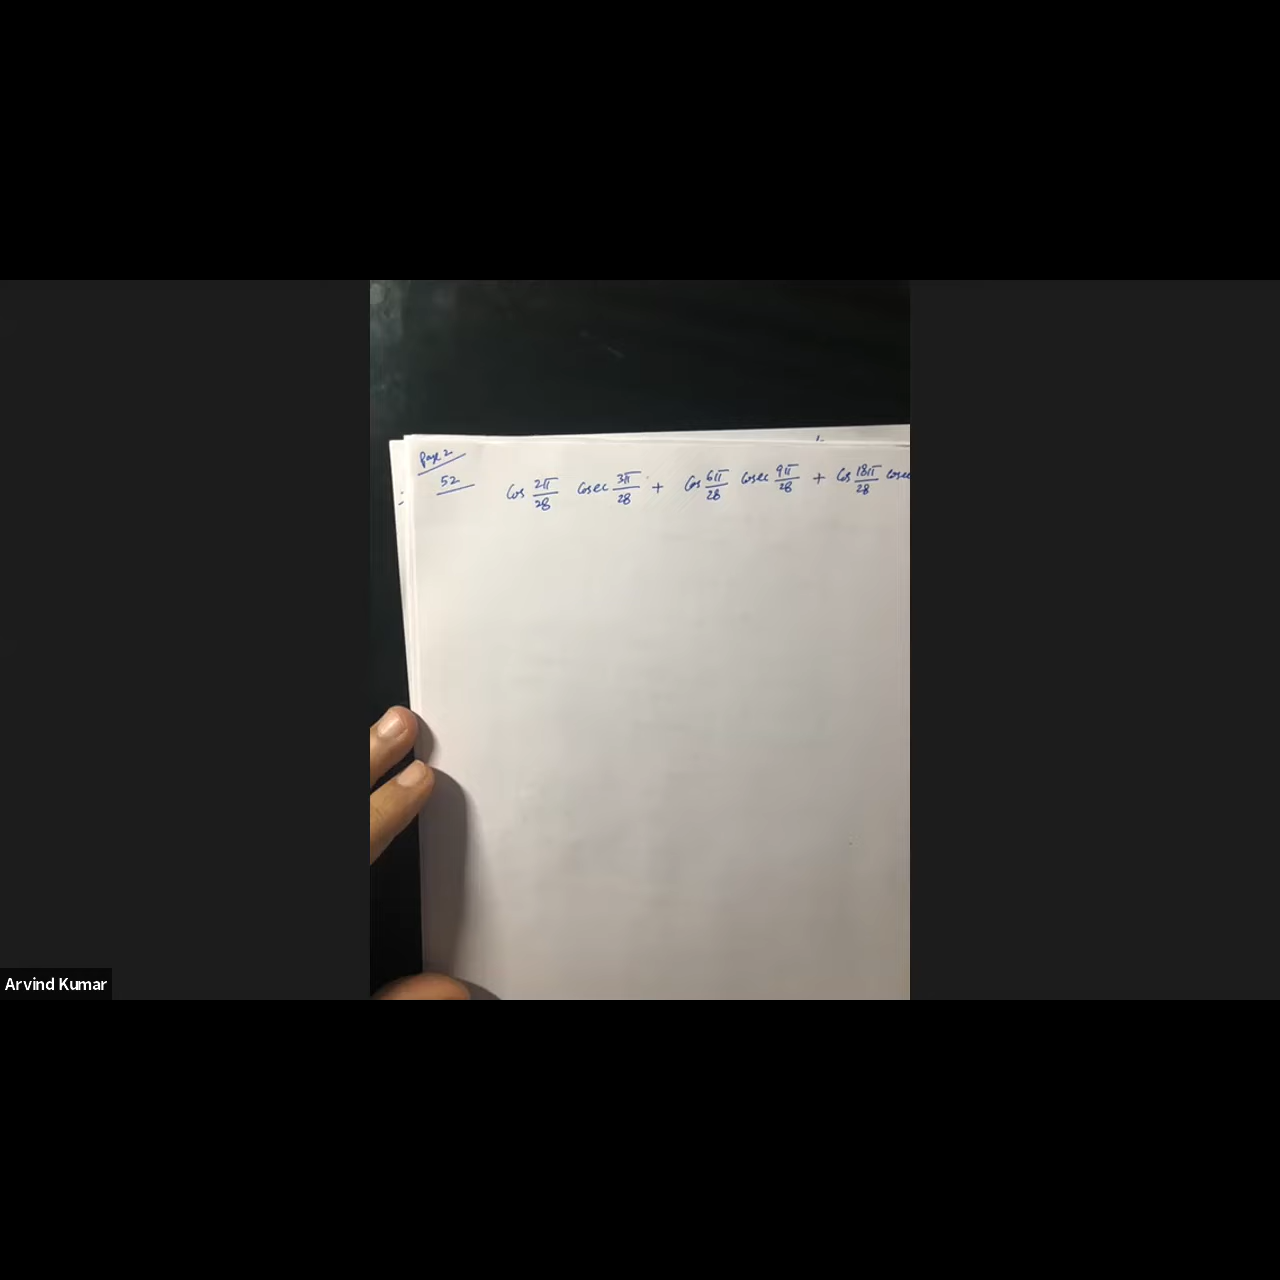 Page 2
52 cos 2π/28 cosec 3π/28 + cos 6π/28 cosec 9π/28 + cos 18π/28 cosec
Arvind Kumar